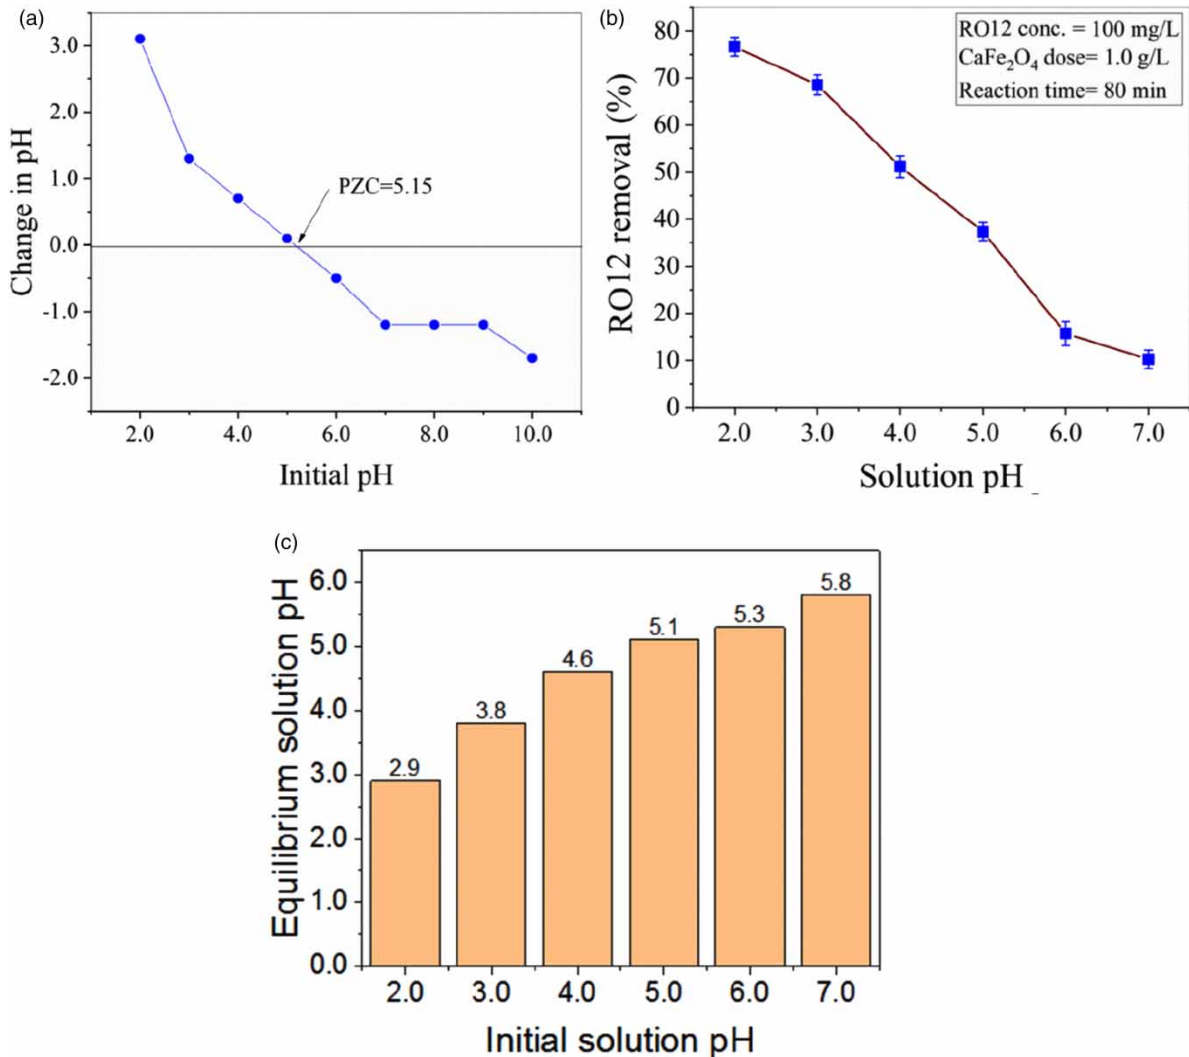 (a)
3.0
2.0
1.0
0.0
-1.0
-2.0
Change in pH
PZC=5.15
2.0 4.0 6.0 8.0 10.0
Initial pH
(b)
80
70
60
50
40
30
20
10
0
RO12 removal (%)
RO12 conc. = 100 mg/L
CaFe₂O₄ dose= 1.0 g/L
Reaction time= 80 min
2.0 3.0 4.0 5.0 6.0 7.0
Solution pH
(c)
6.0
5.0
4.0
3.0
2.0
1.0
0.0
Equilibrium solution pH
2.9
3.8
4.6
5.1
5.3
5.8
2.0 3.0 4.0 5.0 6.0 7.0
Initial solution pH